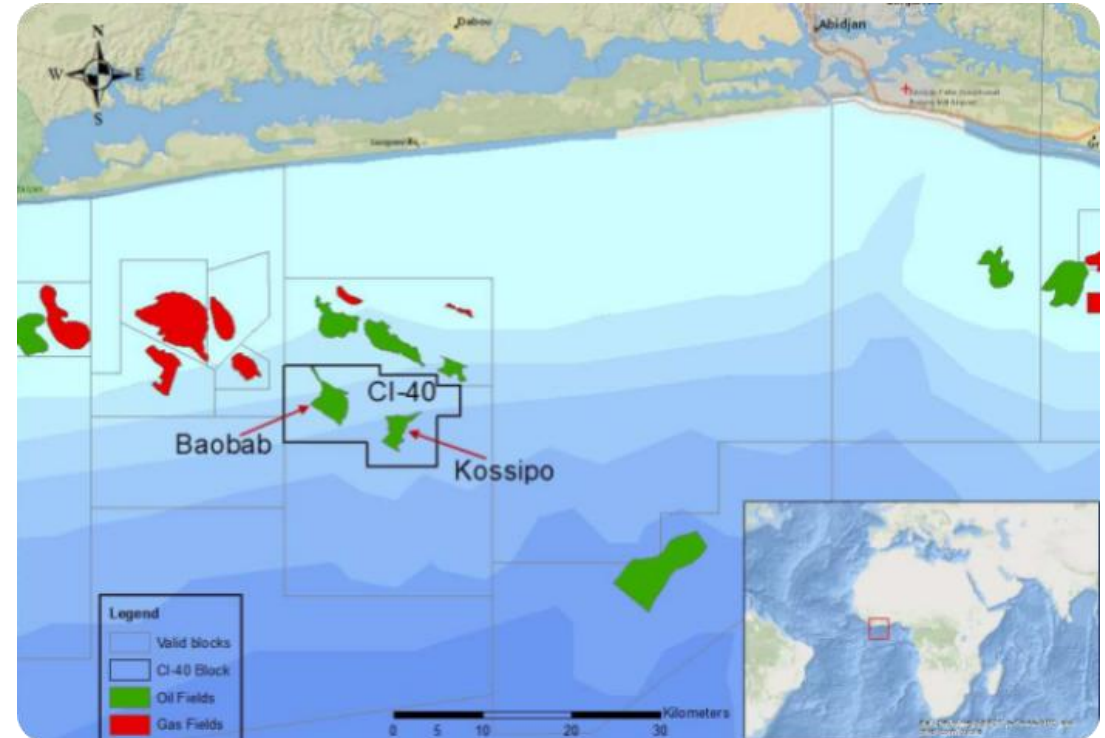 N
W E
S
Dabou
Abidjan
CI-40
Baobab
Kossipo
Legend
Valid blocks
CI-40 Block
Oil Fields
Gas Fields
Kilometers
0 5 10 20 30